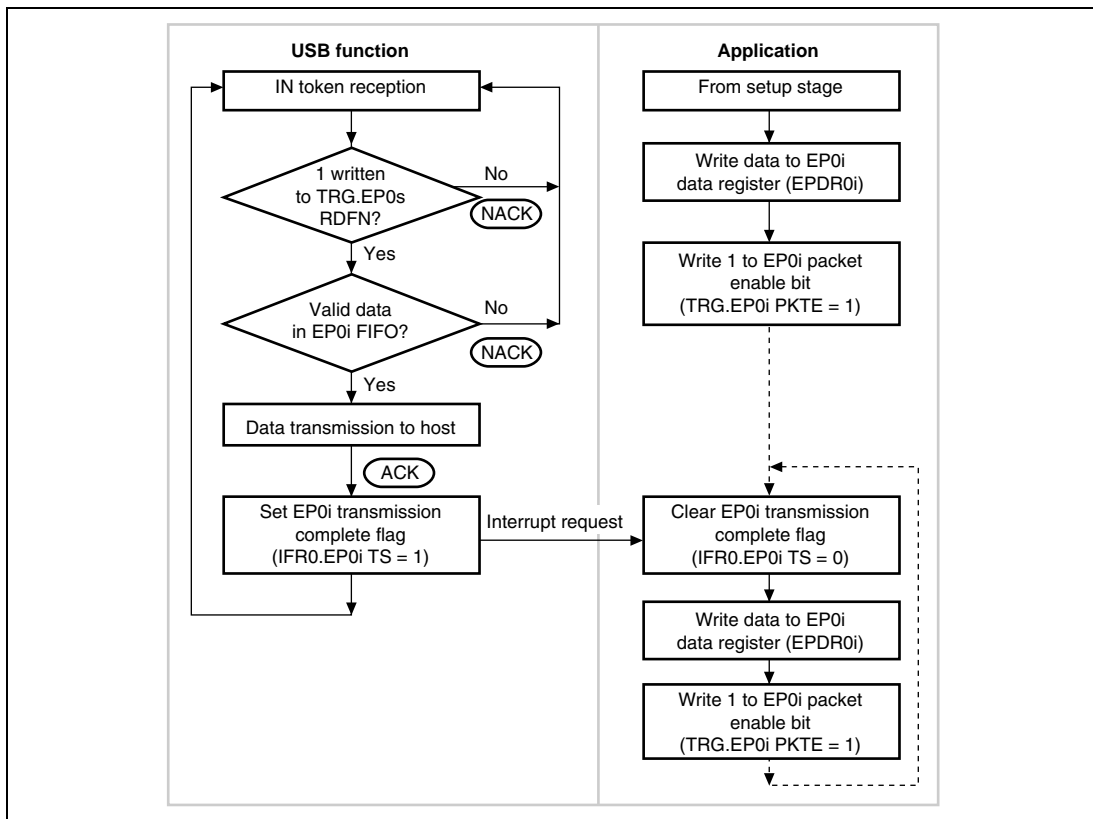 USB function
IN token reception
1 written
to TRG.EP0s
RDFN?
No
NACK
Yes
Valid data
in EP0i FIFO?
No
NACK
Yes
Data transmission to host
ACK
Set EP0i transmission
complete flag
(IFR0.EP0i TS = 1)
Interrupt request
Application
From setup stage
Write data to EP0i
data register (EPDR0i)
Write 1 to EP0i packet
enable bit
(TRG.EP0i PKTE = 1)
Clear EP0i transmission
complete flag
(IFR0.EP0i TS = 0)
Write data to EP0i
data register (EPDR0i)
Write 1 to EP0i packet
enable bit
(TRG.EP0i PKTE = 1)